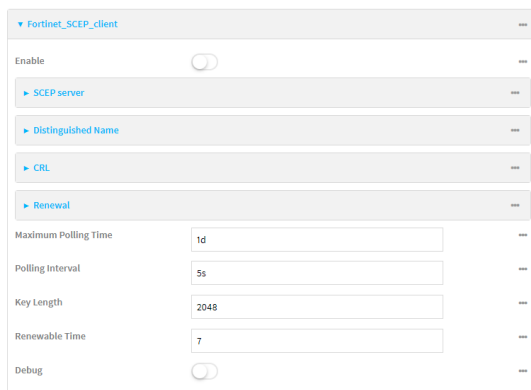 Fortinet_SCEP_client
Enable
SCEP server
Distinguished Name
CRL
Renewal
Maximum Polling Time 1d
Polling Interval 5s
Key Length 2048
Renewable Time 7
Debug